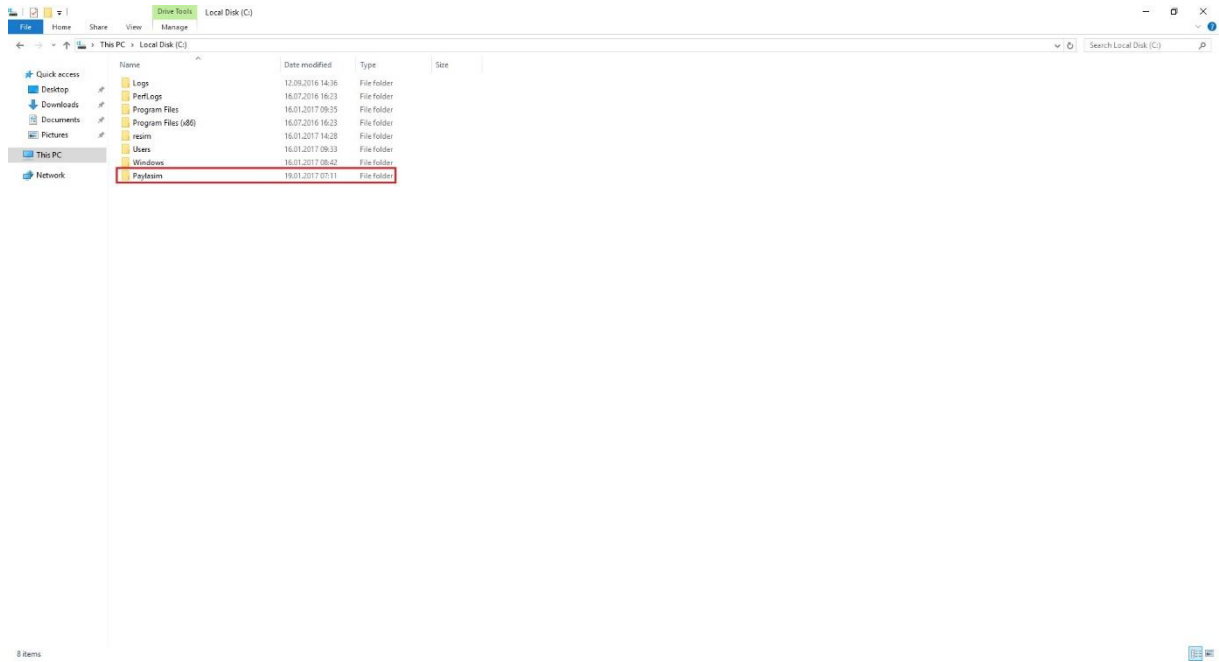 Drive Tools Local Disk (C:)
File Home Share View Manage
This PC > Local Disk (C:) Search Local Disk (C:)
Name Date modified Type Size
Quick access
Desktop
Downloads
Documents
Pictures
This PC
Network
Logs 12.09.2016 14:36 File folder
PerfLogs 16.07.2016 16:23 File folder
Program Files 16.01.2017 09:35 File folder
Program Files (x86) 16.07.2016 16:23 File folder
resim 16.01.2017 14:28 File folder
Users 16.01.2017 09:33 File folder
Windows 16.01.2017 08:42 File folder
Paylasim 19.01.2017 07:11 File folder
8 items